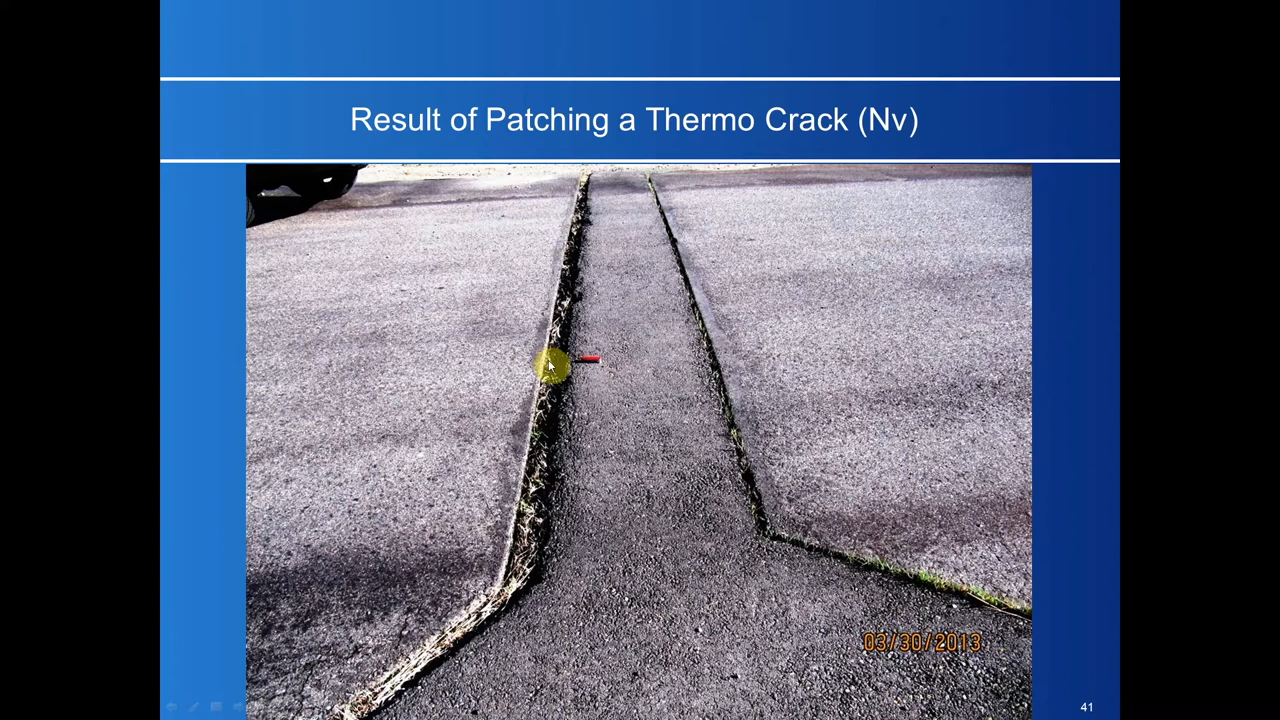 Result of Patching a Thermo Crack (Nv)
03/30/2013
41